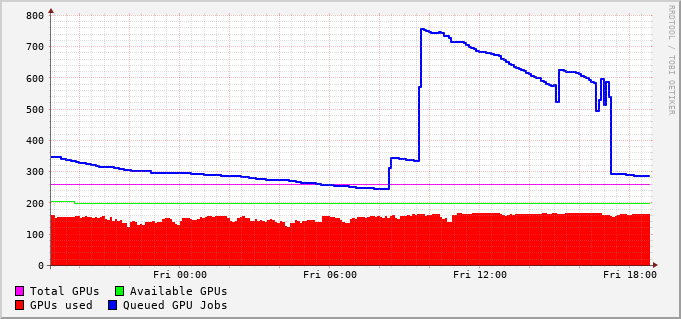 800
700
600
500
400
300
200
100
0
Fri 00:00 Fri 06:00 Fri 12:00 Fri 18:00
Total GPUs Available GPUs
GPUs used Queued GPU Jobs
RRDTOOL / TOBI OETIKER